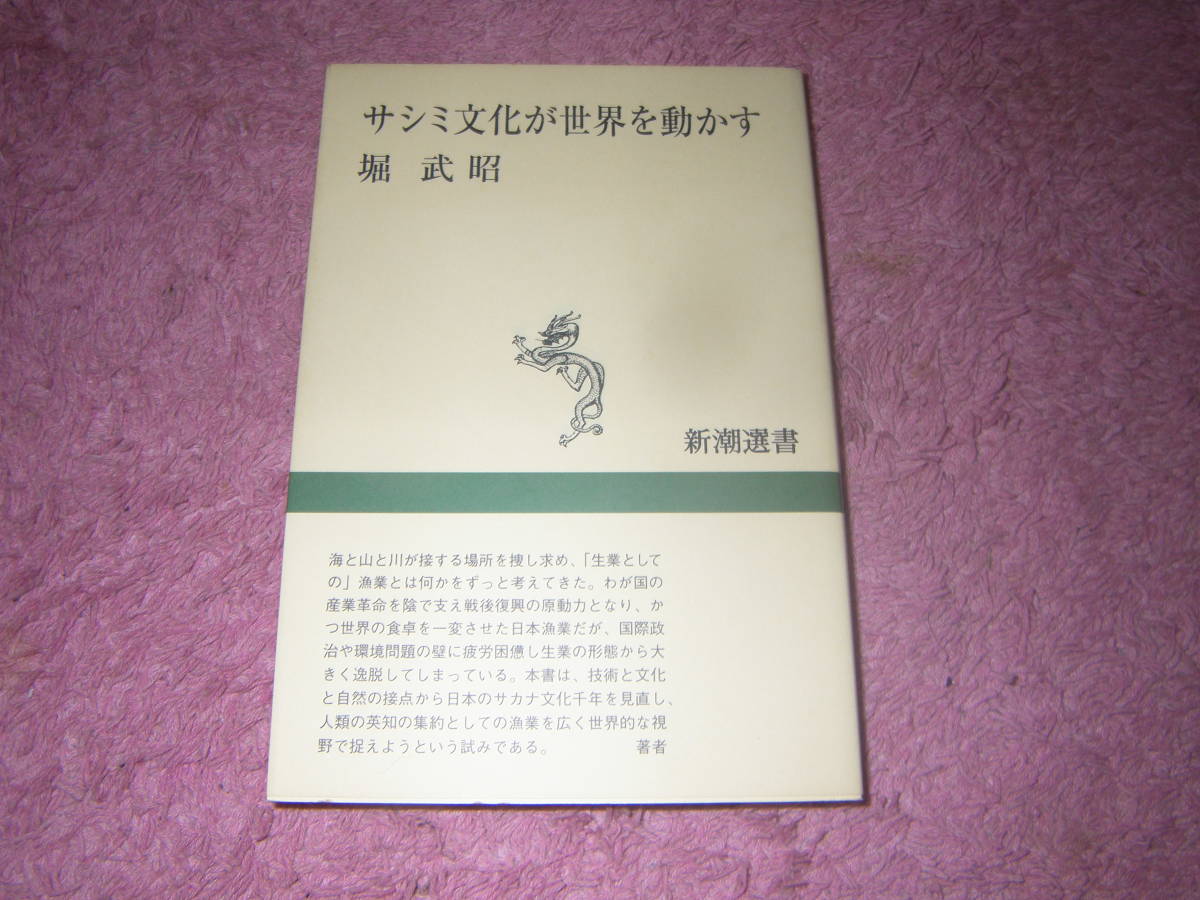 サシミ文化が世界を動かす
堀 武昭
新潮選書
海と山と川が接する場所を捜し求め、「生業として
の」漁業とは何かをずっと考えてきた。わが国の
産業革命を陰で支え戦後復興の原動力となり、か
つ世界の食卓を一変させた日本漁業だが、国際政
治や環境問題の壁に疲労困憊し生業の形態から大
きく逸脱してしまっている。本書は、技術と文化
と自然の接点から日本のサカナ文化千年を見直し、
人類の英知の集約としての漁業を広く世界的な視
野で捉えようという試みである。 著者